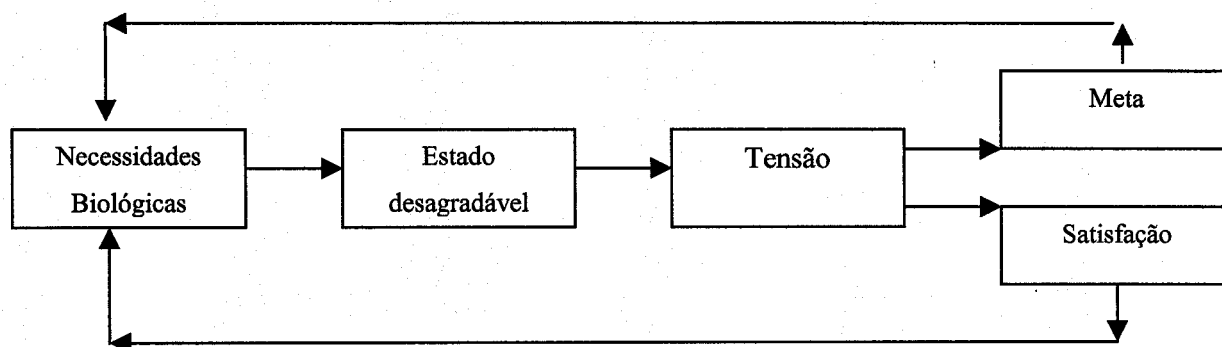 Necessidades
Biológicas
Estado
desagradável
Tensão
Meta
Satisfação